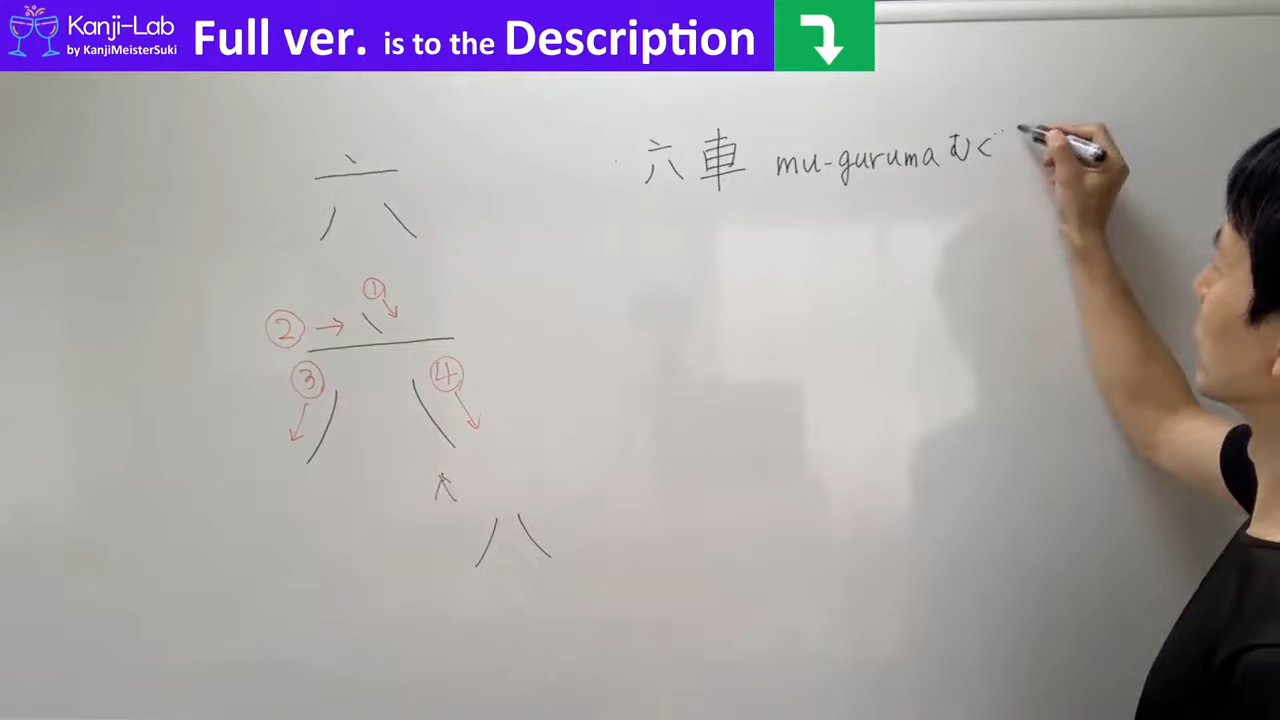 Kanji-Lab
by KanjiMeisterSuki
Full ver. is to the Description
六
六車 mu-guruma むぐ
①
②
③
④
八